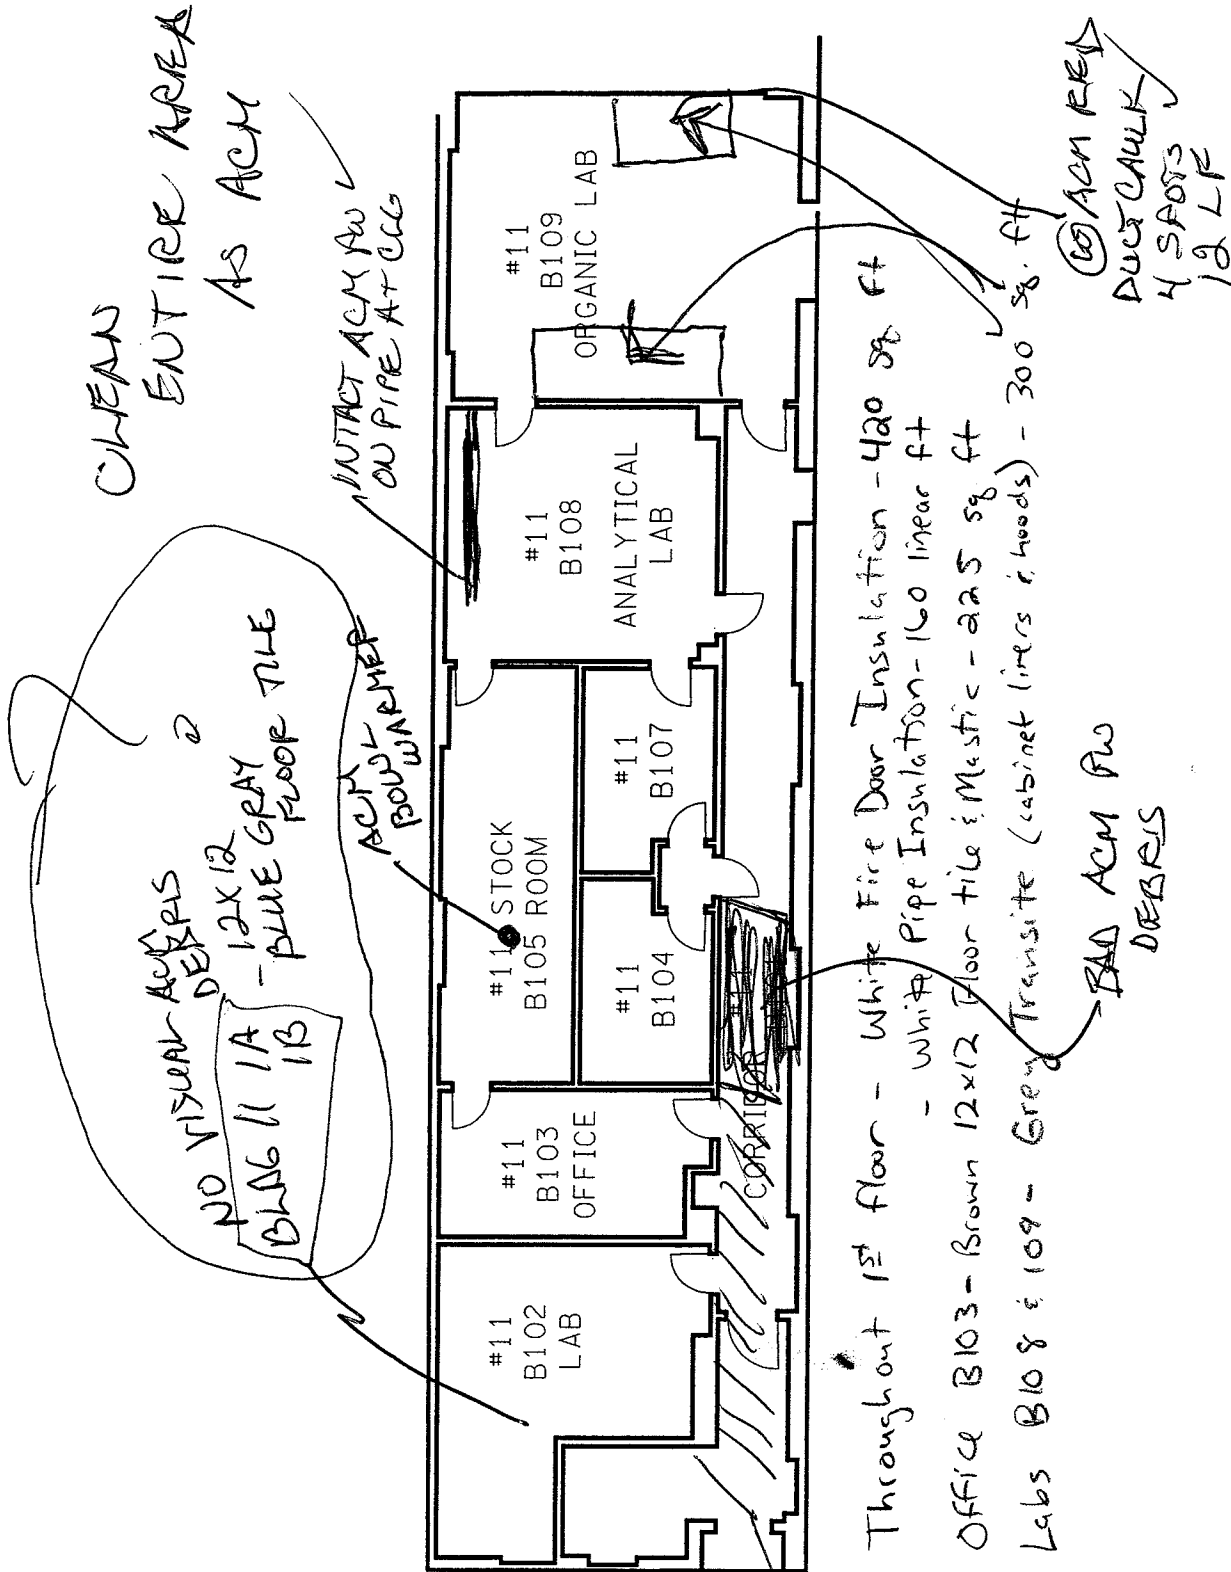 CLEAN
ENTIRE AREA
AS ACM
NO VISUAL ACM
DEBRIS
BLDG 11 1A
1B
- 12X12
BLUE GRAY
FLOOR TILE
ACM
BOWL
WARMER
INTACT ACM PW
ON PIPE AT CLG
#11
B102
LAB
#11
B103
OFFICE
#11 STOCK
B105 ROOM
#11
B104
#11
B107
#11
B108
ANALYTICAL
LAB
#11
B109
ORGANIC LAB
CORRIDOR
Throughout 1st floor - White Fire Door Insulation - 420 sq ft
- White Pipe Insulation - 160 linear ft
Office B103 - Brown 12x12 Floor tile & Mastic - 225 sq ft
Labs B108 & 109 - Grey Transite (cabinet liners & hoods) - 300 sq. ft
- BAD ACM PW
DEBRIS
ACM RED
DUCT CAULK
4 SPOTS
12 LF